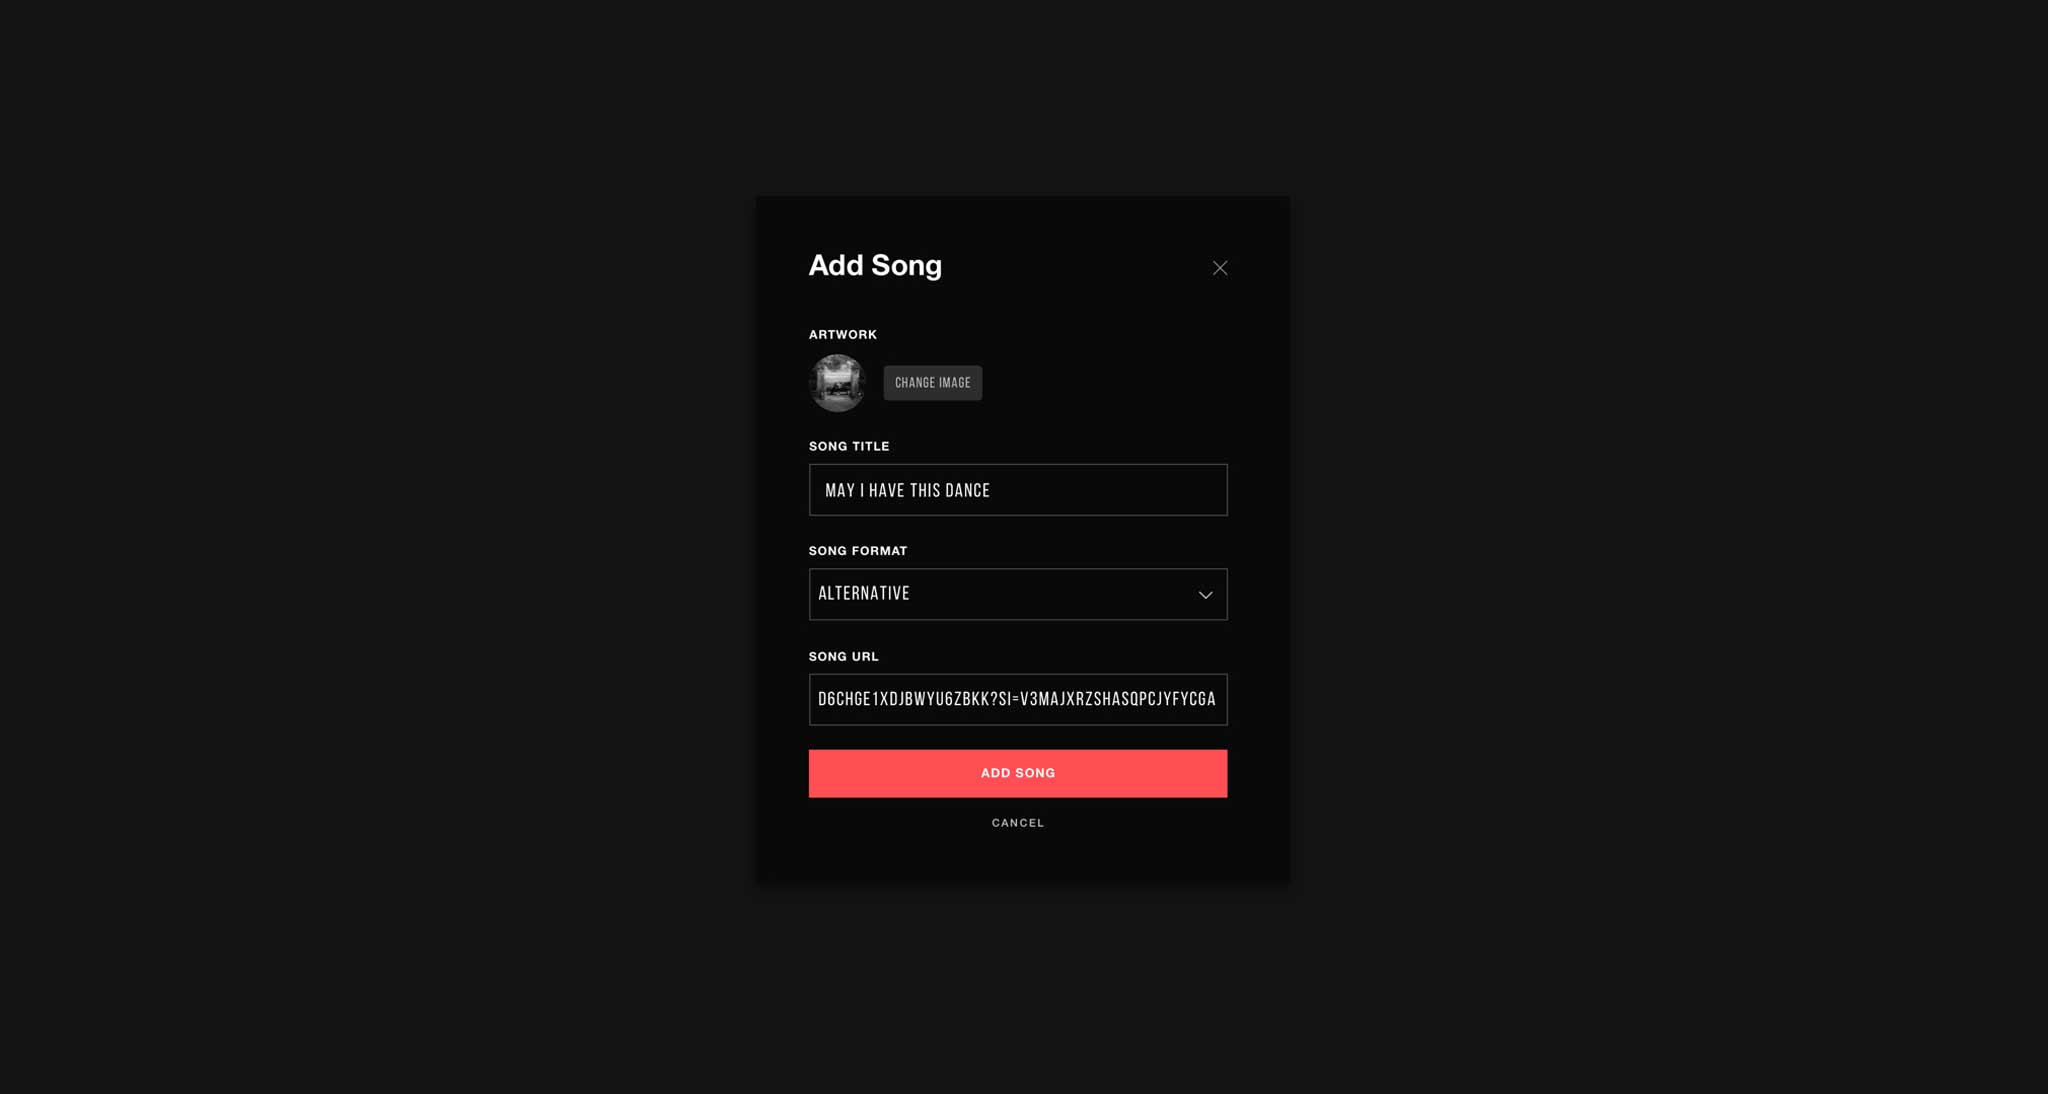 Add Song
ARTWORK
CHANGE IMAGE
SONG TITLE
MAY I HAVE THIS DANCE
SONG FORMAT
ALTERNATIVE
SONG URL
D6CHGE1XDJBWYU6ZBKK?SI=V3MAJXRZSHASQPCJYFYCGA
ADD SONG
CANCEL